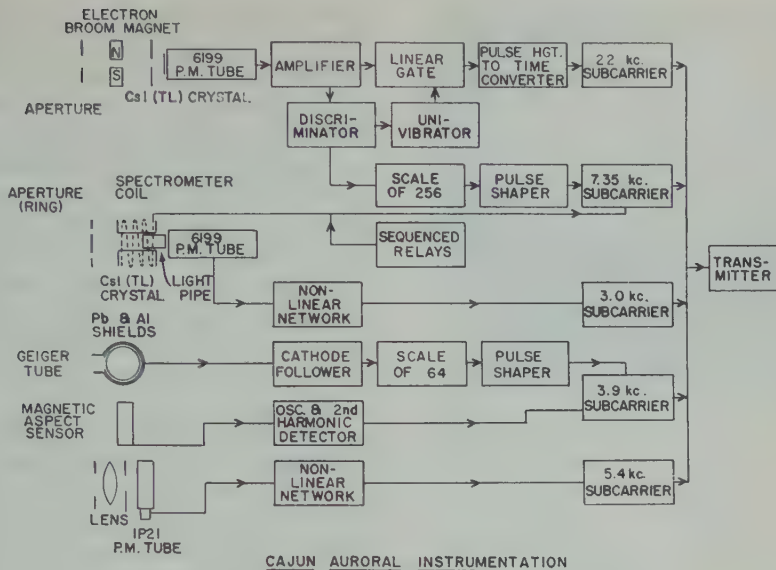 ELECTRON
BROOM MAGNET
N
S
APERTURE
CsI (TL) CRYSTAL
6199
P.M. TUBE
AMPLIFIER
LINEAR
GATE
PULSE HGT.
TO TIME
CONVERTER
22 kc.
SUBCARRIER
DISCRI-
MINATOR
UNI-
VIBRATOR
SCALE
OF 256
PULSE
SHAPER
7.35 kc.
SUBCARRIER
APERTURE
(RING)
SPECTROMETER
COIL
6199
P.M. TUBE
CsI (TL)
CRYSTAL
LIGHT
PIPE
SEQUENCED
RELAYS
TRANS-
MITTER
NON-
LINEAR
NETWORK
3.0 kc.
SUBCARRIER
Pb & Al
SHIELDS
GEIGER
TUBE
CATHODE
FOLLOWER
SCALE
OF 64
PULSE
SHAPER
3.9 kc.
SUBCARRIER
MAGNETIC
ASPECT
SENSOR
OSC. & 2nd
HARMONIC
DETECTOR
LENS
1P21
P.M. TUBE
NON-
LINEAR
NETWORK
5.4 kc.
SUBCARRIER
CAJUN AURORAL INSTRUMENTATION